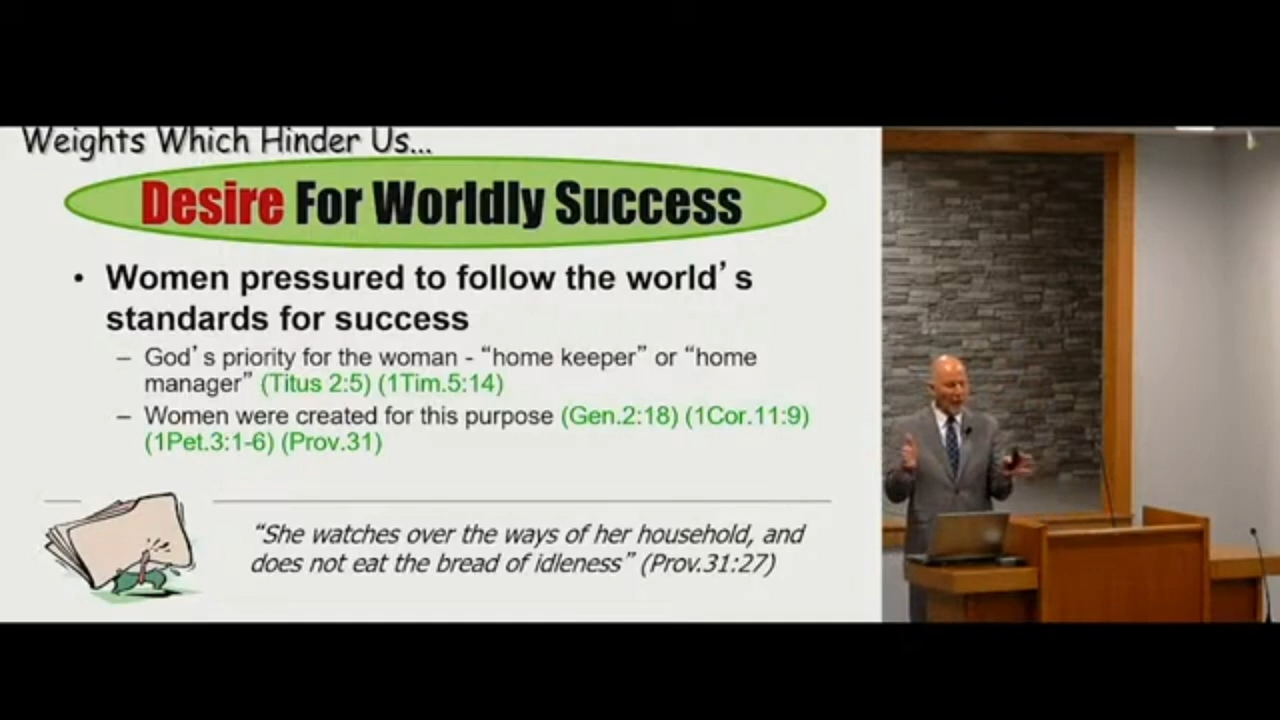 Weights Which Hinder Us...
Desire For Worldly Success
• Women pressured to follow the world's
standards for success
– God's priority for the woman - “home keeper” or “home
manager” (Titus 2:5) (1Tim.5:14)
– Women were created for this purpose (Gen.2:18) (1Cor.11:9)
(1Pet.3:1-6) (Prov.31)
“She watches over the ways of her household, and
does not eat the bread of idleness” (Prov.31:27)